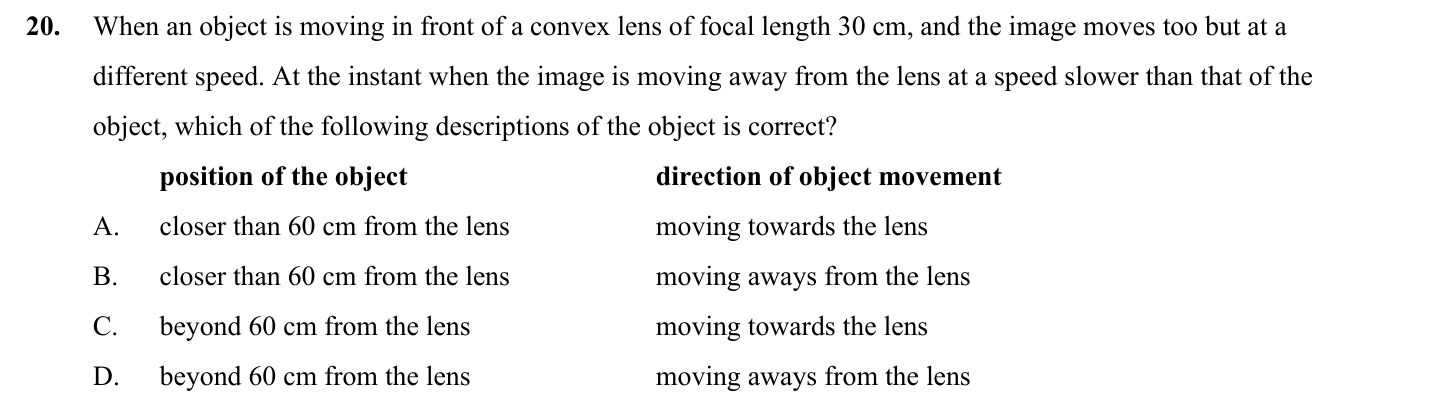 20. When an object is moving in front of a convex lens of focal length 30 cm, and the image moves too but at a
different speed. At the instant when the image is moving away from the lens at a speed slower than that of the
object, which of the following descriptions of the object is correct?
position of the object direction of object movement
A. closer than 60 cm from the lens moving towards the lens
B. closer than 60 cm from the lens moving aways from the lens
C. beyond 60 cm from the lens moving towards the lens
D. beyond 60 cm from the lens moving aways from the lens